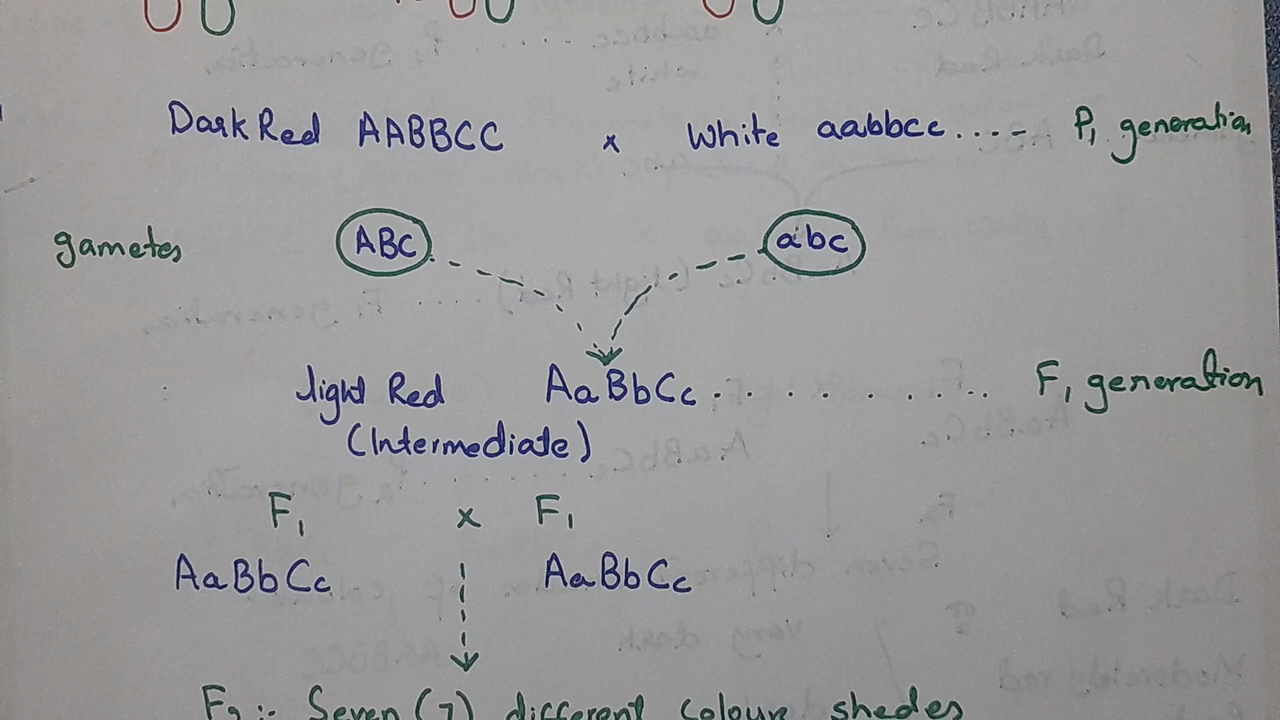 Dark Red AABBCC x White aabbcc....- P1 generation
gametes ABC abc
light Red AaBbCc.......... F1 generation
(Intermediate)
F1 x F1
AaBbCc AaBbCc
F2:- Seven (7) different colour shades